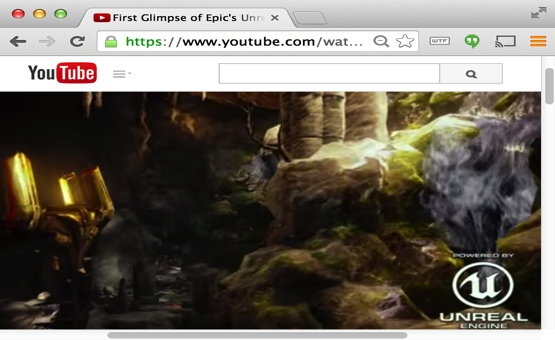 First Glimpse of Epic's Unr
https://www.youtube.com/wat...
WTF
YouTube
POWERED BY
UNREAL
ENGINE